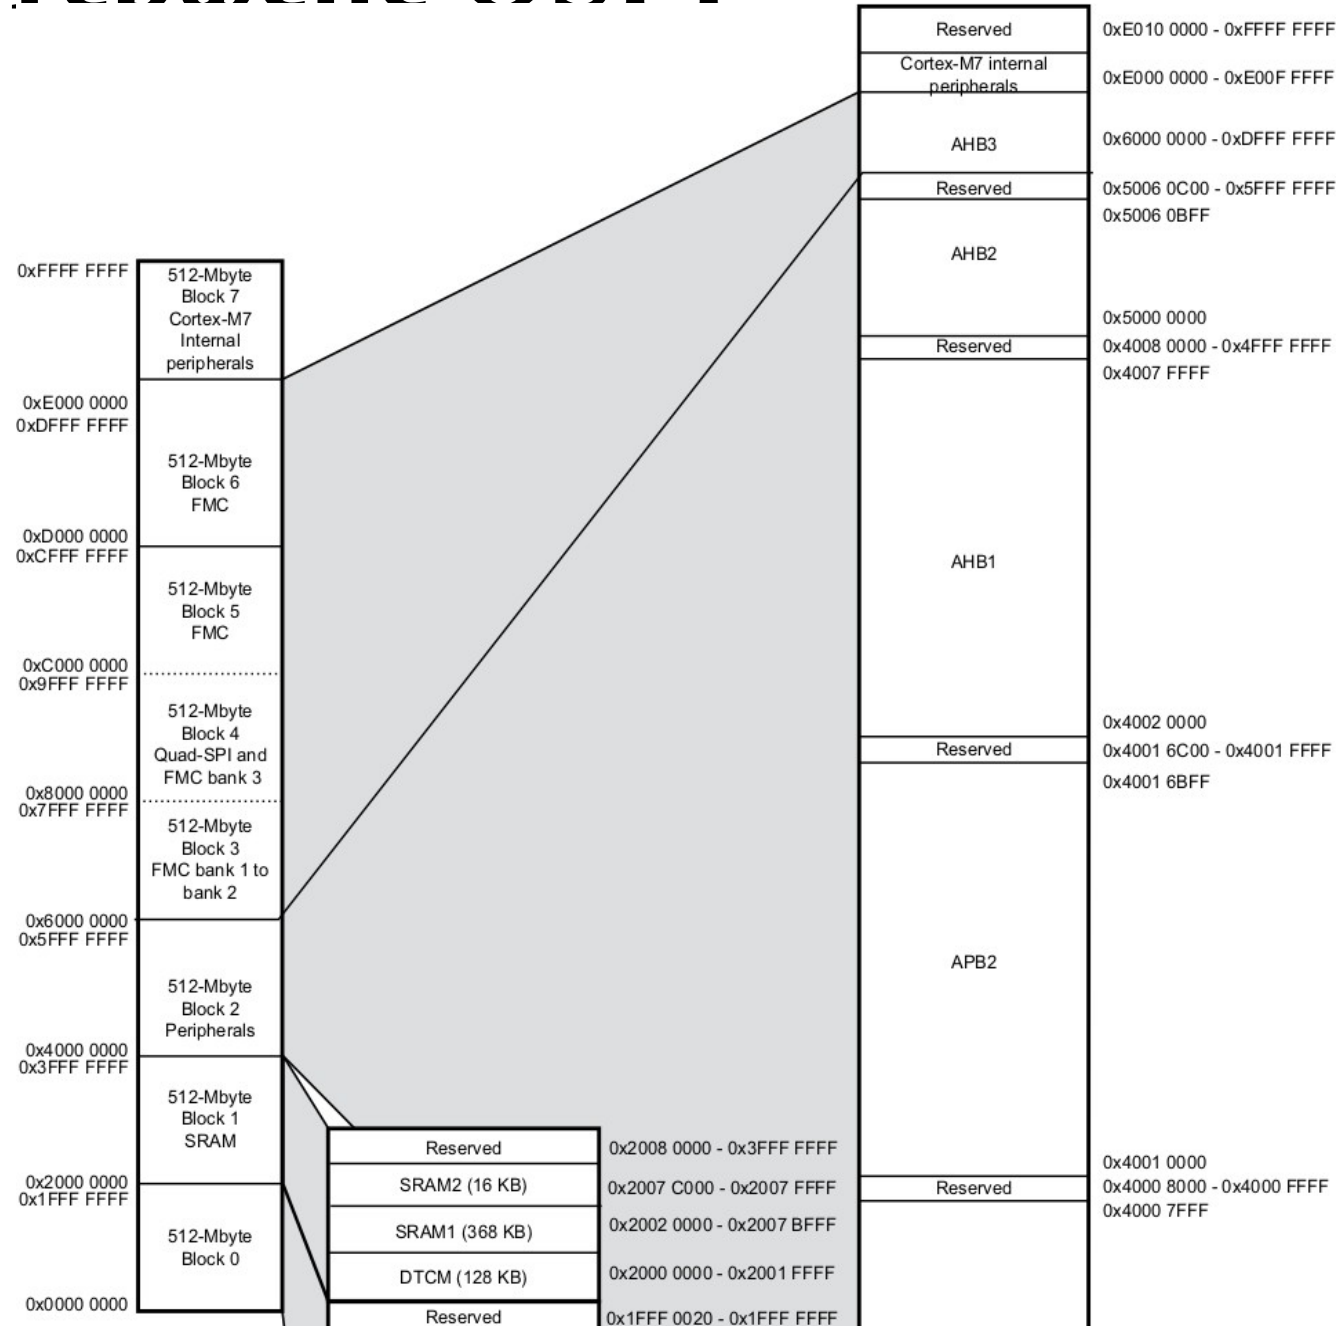 Reserved
0xE010 0000 - 0xFFFF FFFF
Cortex-M7 internal
peripherals
0xE000 0000 - 0xE00F FFFF
AHB3
0x6000 0000 - 0xDFFF FFFF
Reserved
0x5006 0C00 - 0x5FFF FFFF
0x5006 0BFF
AHB2
0x5000 0000
Reserved
0x4008 0000 - 0x4FFF FFFF
0x4007 FFFF
AHB1
0x4002 0000
Reserved
0x4001 6C00 - 0x4001 FFFF
0x4001 6BFF
APB2
0x4001 0000
Reserved
0x4000 8000 - 0x4000 FFFF
0x4000 7FFF
0xFFFF FFFF
512-Mbyte
Block 7
Cortex-M7
Internal
peripherals
0xE000 0000
0xDFFF FFFF
512-Mbyte
Block 6
FMC
0xD000 0000
0xCFFF FFFF
512-Mbyte
Block 5
FMC
0xC000 0000
0x9FFF FFFF
512-Mbyte
Block 4
Quad-SPI and
FMC bank 3
0x8000 0000
0x7FFF FFFF
512-Mbyte
Block 3
FMC bank 1 to
bank 2
0x6000 0000
0x5FFF FFFF
512-Mbyte
Block 2
Peripherals
0x4000 0000
0x3FFF FFFF
512-Mbyte
Block 1
SRAM
0x2000 0000
0x1FFF FFFF
512-Mbyte
Block 0
0x0000 0000
Reserved
0x2008 0000 - 0x3FFF FFFF
SRAM2 (16 KB)
0x2007 C000 - 0x2007 FFFF
SRAM1 (368 KB)
0x2002 0000 - 0x2007 BFFF
DTCM (128 KB)
0x2000 0000 - 0x2001 FFFF
Reserved
0x1FFF 0020 - 0x1FFF FFFF